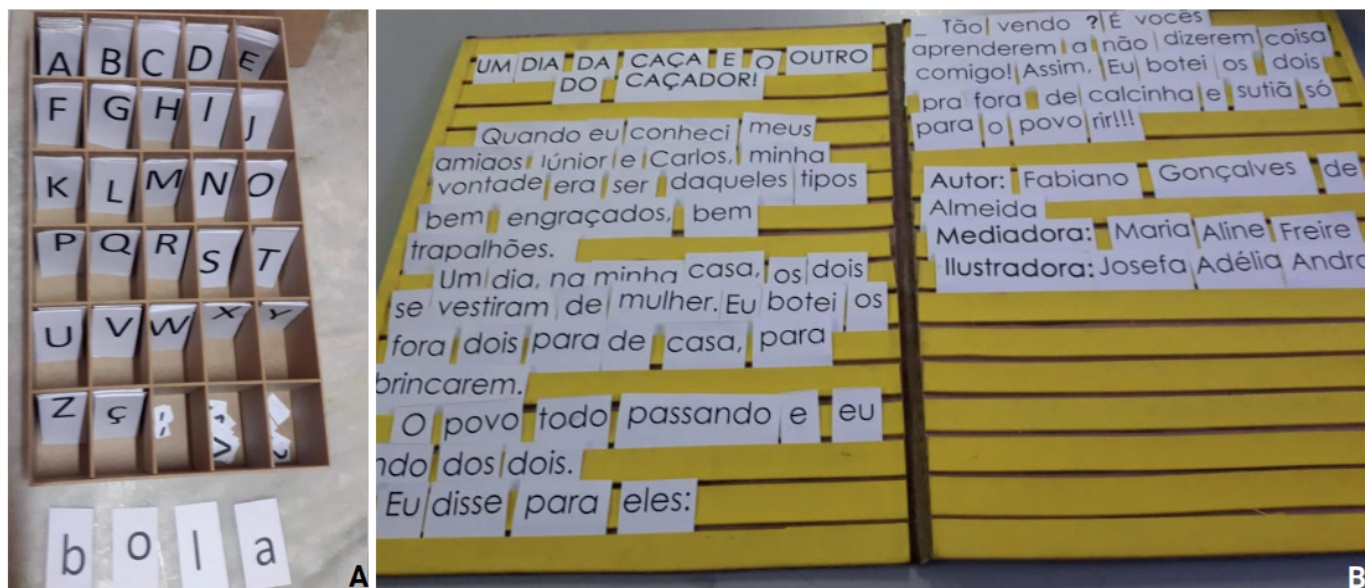 A B C D E
F G H I J
K L M N O
P Q R S T
U V W X Y
Z Ç
b o l a
A
UM DIA DA CAÇA E O OUTRO
DO CAÇADOR!
Quando eu conheci meus
amigos Júnior e Carlos, minha
vontade era ser daqueles tipos
bem engraçados, bem
trapalhões.
Um dia, na minha casa, os dois
se vestiram de mulher. Eu botei os
fora dois para de casa, para
brincarem.
O povo todo passando e eu
dos dois.
Eu disse para eles:
_ Tão vendo ? É vocês
aprenderem a não dizerem coisa
comigo! Assim, Eu botei os dois
pra fora de calcinha e sutiã só
para o povo rir!!!
Autor: Fabiano Gonçalves de
Almeida
Mediadora: Maria Aline Freire
Ilustradora: Josefa Adélia
B